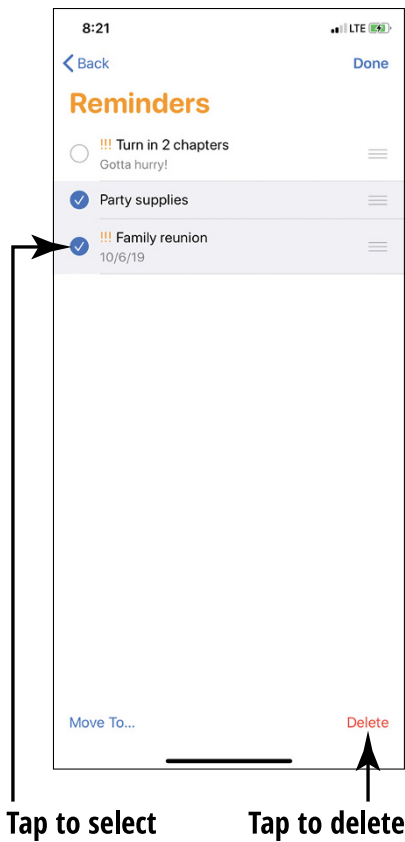 8:21 LTE
Back Done
Reminders
!!! Turn in 2 chapters
Gotta hurry!
Party supplies
!!! Family reunion
10/6/19
Move To... Delete
Tap to select Tap to delete